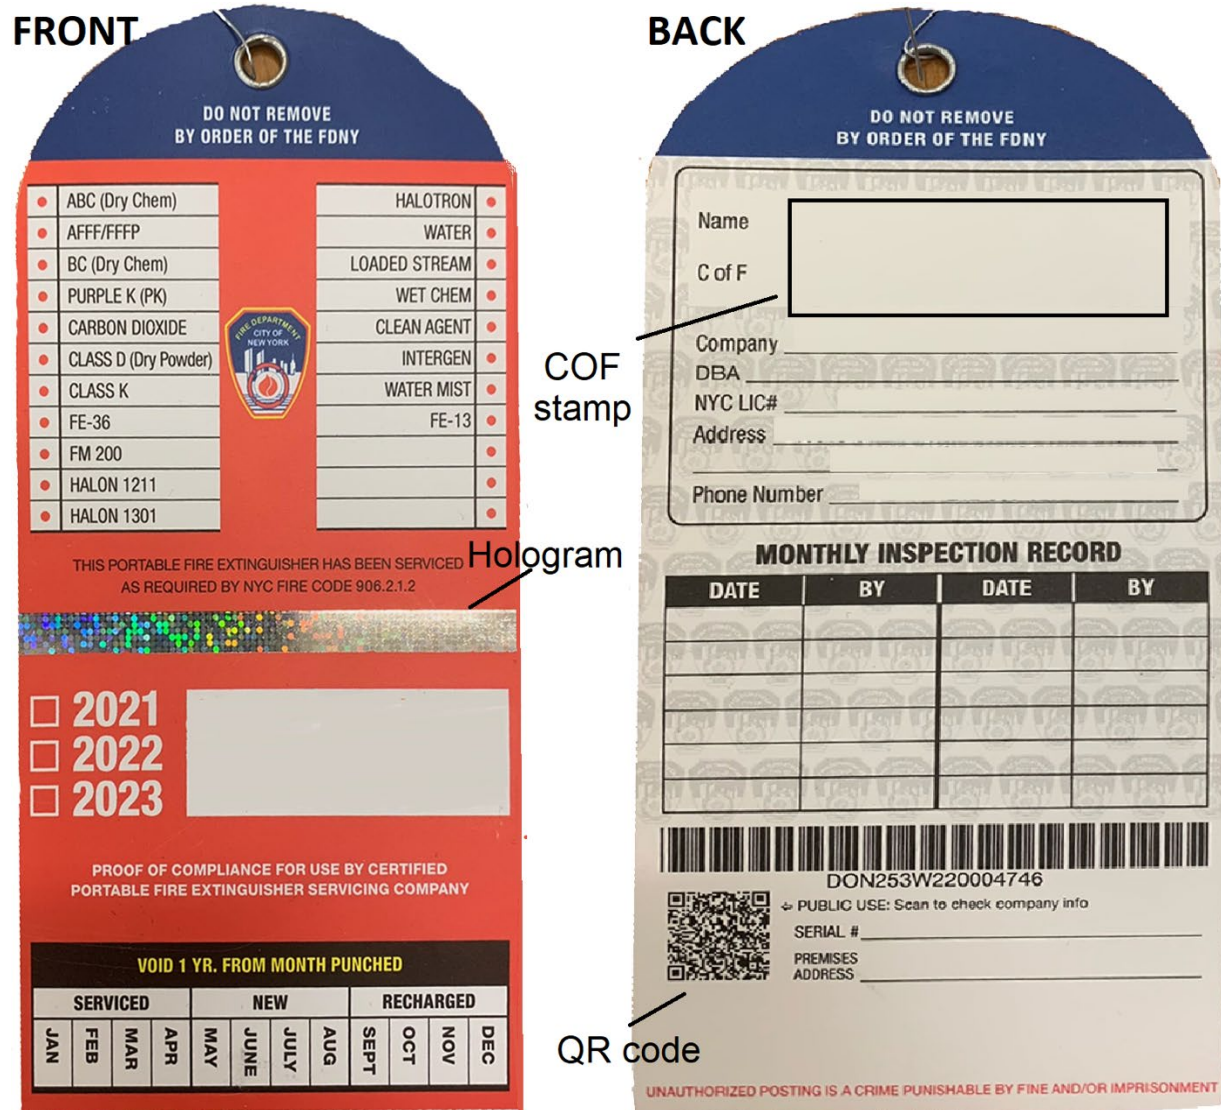 FRONT
DO NOT REMOVE
BY ORDER OF THE FDNY
ABC (Dry Chem)
AFFF/FFFP
BC (Dry Chem)
PURPLE K (PK)
CARBON DIOXIDE
CLASS D (Dry Powder)
CLASS K
FE-36
FM 200
HALON 1211
HALON 1301
FIRE DEPARTMENT
CITY OF
NEW YORK
HALOTRON
WATER
LOADED STREAM
WET CHEM
CLEAN AGENT
INTERGEN
WATER MIST
FE-13
THIS PORTABLE FIRE EXTINGUISHER HAS BEEN SERVICED
AS REQUIRED BY NYC FIRE CODE 906.2.1.2
Hologram
2021
2022
2023
PROOF OF COMPLIANCE FOR USE BY CERTIFIED
PORTABLE FIRE EXTINGUISHER SERVICING COMPANY
VOID 1 YR. FROM MONTH PUNCHED
SERVICED NEW RECHARGED
JAN FEB MAR APR MAY JUNE JULY AUG SEPT OCT NOV DEC
BACK
DO NOT REMOVE
BY ORDER OF THE FDNY
Name
C of F
COF
stamp
Company
DBA
NYC LIC#
Address
Phone Number
MONTHLY INSPECTION RECORD
DATE BY DATE BY
DON253W220004746
⇦ PUBLIC USE: Scan to check company info
SERIAL #
PREMISES
ADDRESS
QR code
UNAUTHORIZED POSTING IS A CRIME PUNISHABLE BY FINE AND/OR IMPRISONMENT